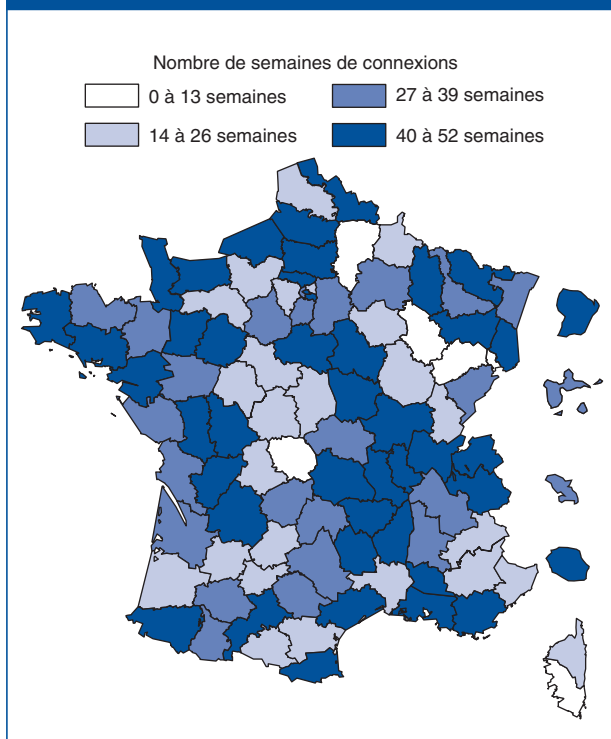 Nombre de semaines de connexions
0 à 13 semaines
27 à 39 semaines
14 à 26 semaines
40 à 52 semaines